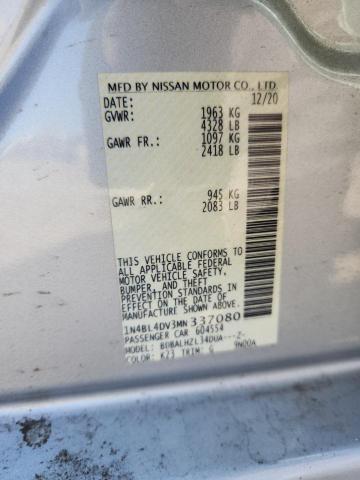 MFD BY NISSAN MOTOR CO., LTD.
DATE: 12/20
GVWR: 1963 KG
4328 LB
GAWR FR.: 1097 KG
2418 LB
GAWR RR.: 945 KG
2083 LB
THIS VEHICLE CONFORMS TO
ALL APPLICABLE FEDERAL
MOTOR VEHICLE SAFETY,
BUMPER, AND THEFT
PREVENTION STANDARDS IN
EFFECT ON THE DATE OF
MANUFACTURE SHOWN ABOVE.
1N4BL4DV3MN337080
PASSENGER CAR 604554
MODEL: BDBALHZL34DUA---Z-
COLOR: K23 TRIM: G 9N00A